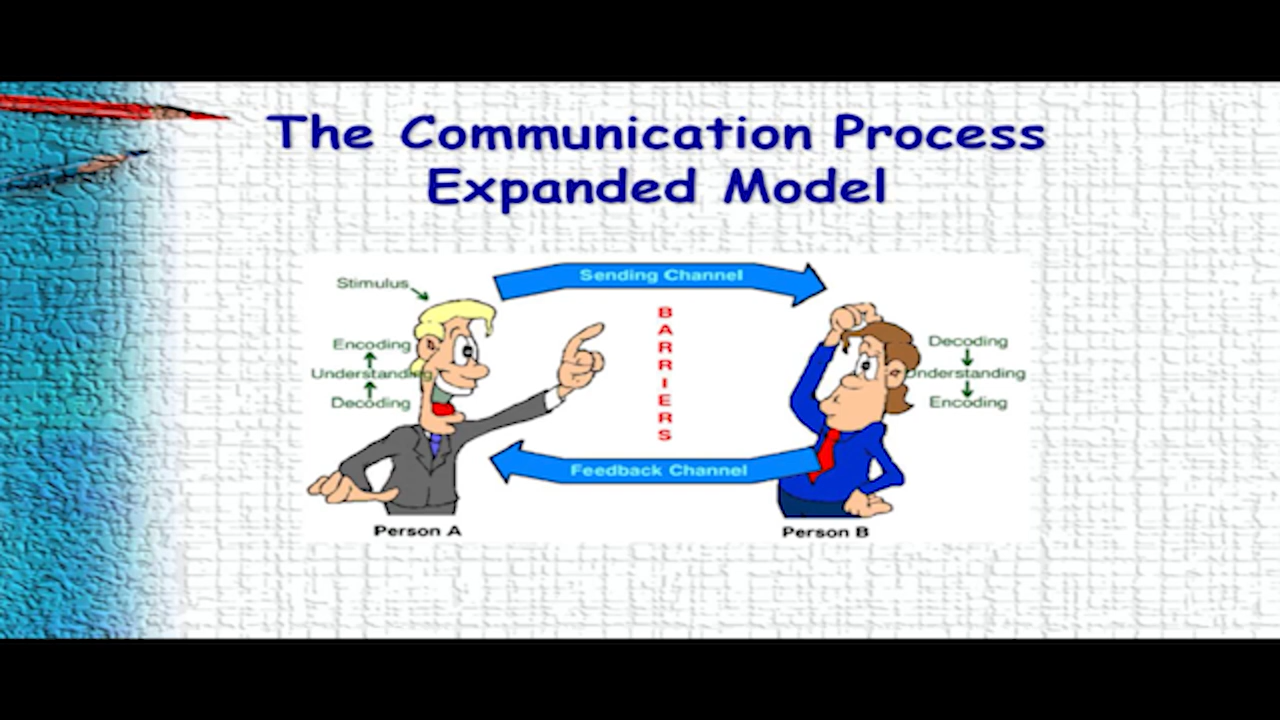 The Communication Process
Expanded Model
Stimulus
Sending Channel
Encoding
Understanding
Decoding
BARRIERS
Decoding
Understanding
Encoding
Feedback Channel
Person A
Person B